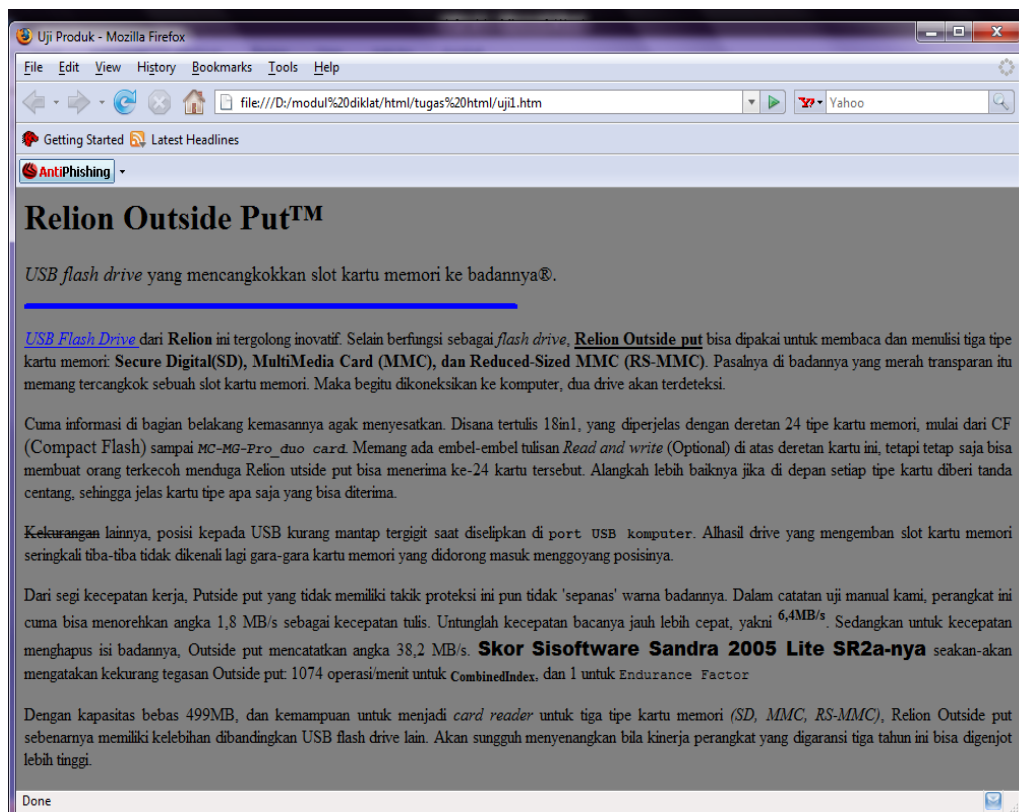 Uji Produk - Mozilla Firefox
File Edit View History Bookmarks Tools Help
file:///D:/modul%20diklat/html/tugas%20html/uji1.htm
Yahoo
Getting Started Latest Headlines
AntiPhishing
Relion Outside Put™
USB flash drive yang mencangkokkan slot kartu memori ke badannya®.
USB Flash Drive dari Relion ini tergolong inovatif. Selain berfungsi sebagai flash drive, Relion Outside put bisa dipakai untuk membaca dan menulisi tiga tipe
kartu memori: Secure Digital(SD), MultiMedia Card (MMC), dan Reduced-Sized MMC (RS-MMC). Pasalnya di badannya yang merah transparan itu
memang tercangkok sebuah slot kartu memori. Maka begitu dikoneksikan ke komputer, dua drive akan terdeteksi.
Cuma informasi di bagian belakang kemasannya agak menyesatkan. Disana tertulis 18in1, yang diperjelas dengan deretan 24 tipe kartu memori, mulai dari CF
(Compact Flash) sampai MC-MG-Pro_duo card. Memang ada embel-embel tulisan Read and write (Optional) di atas deretan kartu ini, tetapi tetap saja bisa
membuat orang terkecoh menduga Relion utside put bisa menerima ke-24 kartu tersebut. Alangkah lebih baiknya jika di depan setiap tipe kartu diberi tanda
centang, sehingga jelas kartu tipe apa saja yang bisa diterima.
Kekurangan lainnya, posisi kepada USB kurang mantap tergigit saat diselipkan di port USB komputer. Alhasil drive yang mengemban slot kartu memori
seringkali tiba-tiba tidak dikenali lagi gara-gara kartu memori yang didorong masuk menggoyang posisinya.
Dari segi kecepatan kerja, Putside put yang tidak memiliki takik proteksi ini pun tidak 'sepanas' warna badannya. Dalam catatan uji manual kami, perangkat ini
cuma bisa menorehkan angka 1,8 MB/s sebagai kecepatan tulis. Untunglah kecepatan bacanya jauh lebih cepat, yakni 6,4MB/s. Sedangkan untuk kecepatan
menghapus isi badannya, Outside put mencatatkan angka 38,2 MB/s. Skor Sisoftware Sandra 2005 Lite SR2a-nya seakan-akan
mengatakan kekurang tegasan Outside put: 1074 operasi/menit untuk CombinedIndex, dan 1 untuk Endurance Factor
Dengan kapasitas bebas 499MB, dan kemampuan untuk menjadi card reader untuk tiga tipe kartu memori (SD, MMC, RS-MMC), Relion Outside put
sebenarnya memiliki kelebihan dibandingkan USB flash drive lain. Akan sungguh menyenangkan bila kinerja perangkat yang digaransi tiga tahun ini bisa digenjot
lebih tinggi.
Done